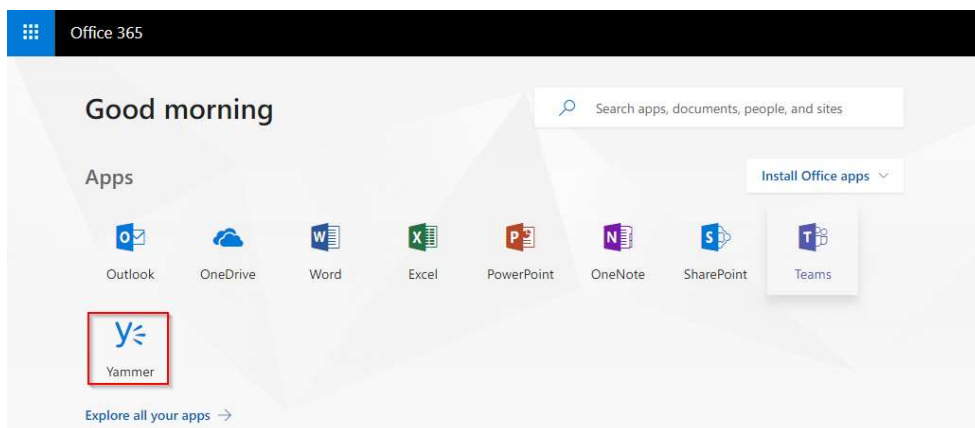 Office 365
Good morning
Search apps, documents, people, and sites
Apps
Install Office apps
Outlook OneDrive Word Excel PowerPoint OneNote SharePoint Teams
Yammer
Explore all your apps →